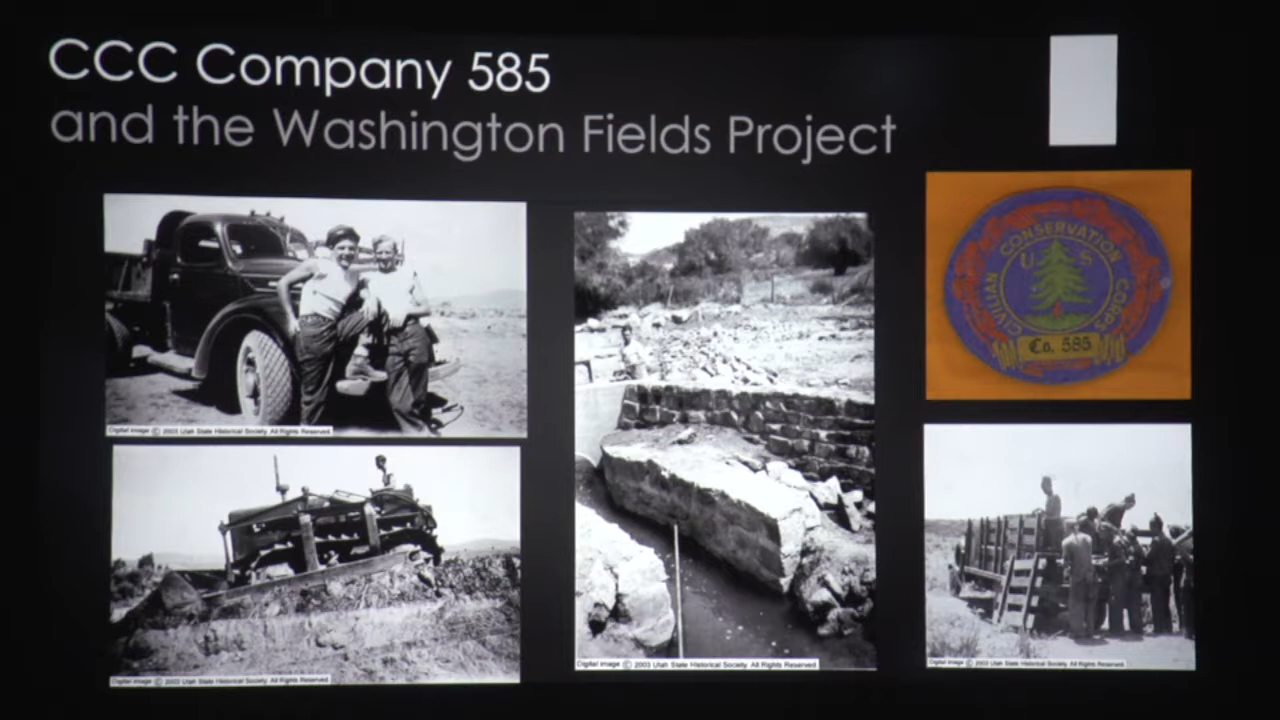 CCC Company 585
and the Washington Fields Project
Digital image © 2003 Utah State Historical Society. All Rights Reserved.
Digital image © 2003 Utah State Historical Society. All Rights Reserved.
Digital image © 2003 Utah State Historical Society. All Rights Reserved.
CIVILIAN CONSERVATION CORPS
U S
Co. 585
Digital image © 2003 Utah State Historical Society. All Rights Reserved.